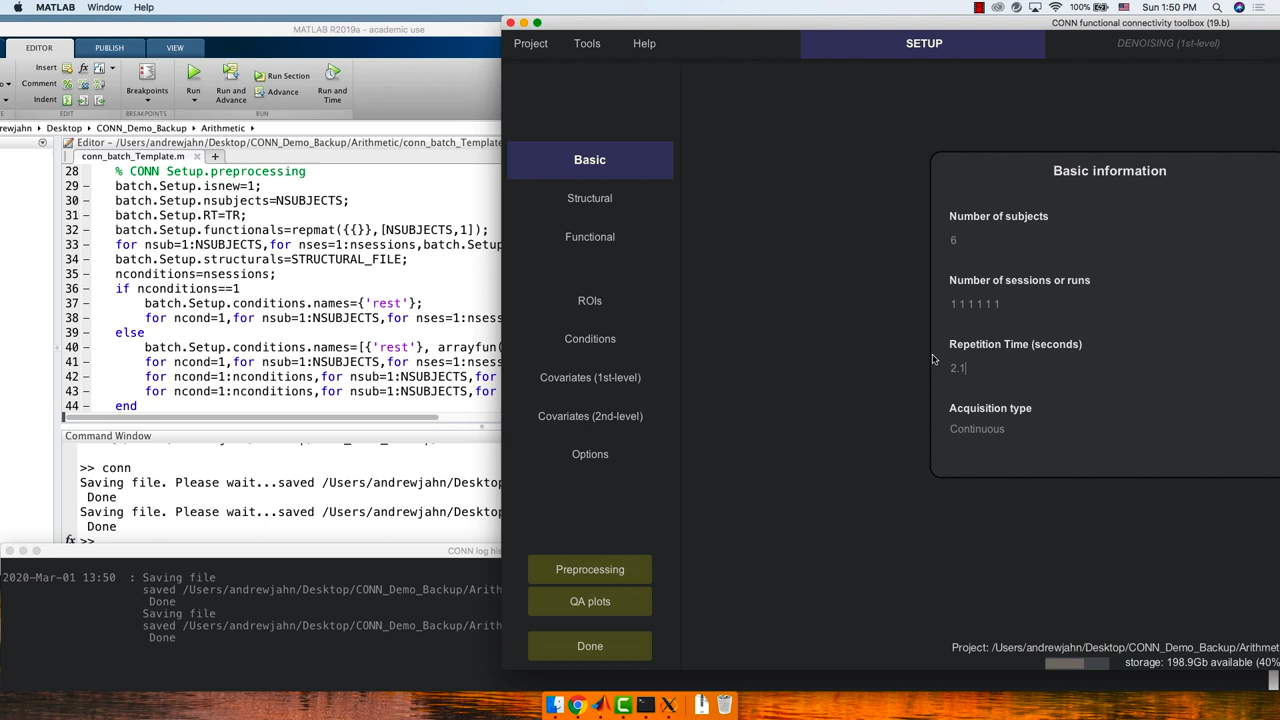 MATLAB Window Help
100% Sun 1:50 PM
MATLAB R2019a - academic use
EDITOR PUBLISH VIEW
Insert
Comment
Indent
Breakpoints
Run
Run and Advance
Run Section
Advance
Run and Time
EDIT BREAKPOINTS RUN
rewjahn Desktop CONN_Demo_Backup Arithmetic
Editor - /Users/andrewjahn/Desktop/CONN_Demo_Backup/Arithmetic/conn_batch_Template
conn_batch_Template.m
28 % CONN Setup.preprocessing
29 batch.Setup.isnew=1;
30 batch.Setup.nsubjects=NSUBJECTS;
31 batch.Setup.RT=TR;
32 batch.Setup.functionals=repmat({{}},[NSUBJECTS,1]);
33 for nsub=1:NSUBJECTS,for nses=1:nsessions,batch.Setu
34 batch.Setup.structurals=STRUCTURAL_FILE;
35 nconditions=nsessions;
36 if nconditions==1
37 batch.Setup.conditions.names={'rest'};
38 for ncond=1,for nsub=1:NSUBJECTS,for nses=1:nses
39 else
40 batch.Setup.conditions.names=[{'rest'}, arrayfun(
41 for ncond=1,for nsub=1:NSUBJECTS,for nses=1:nses
42 for ncond=1:nconditions,for nsub=1:NSUBJECTS,for
43 for ncond=1:nconditions,for nsub=1:NSUBJECTS,for
44 end
Command Window
>> conn
Saving file. Please wait...saved /Users/andrewjahn/Deskto
Done
Saving file. Please wait...saved /Users/andrewjahn/Deskto
Done
fx >>
CONN log his
2020-Mar-01 13:50 : Saving file
saved /Users/andrewjahn/Desktop/CONN_Demo_Backup/Arith
Done
Saving file
saved /Users/andrewjahn/Desktop/CONN_Demo_Backup/Arith
Done
CONN functional connectivity toolbox (19.b)
Project Tools Help
SETUP
DENOISING (1st-level)
Basic
Structural
Functional
ROIs
Conditions
Covariates (1st-level)
Covariates (2nd-level)
Options
Preprocessing
QA plots
Done
Basic information
Number of subjects
6
Number of sessions or runs
1 1 1 1 1 1
Repetition Time (seconds)
2.1
Acquisition type
Continuous
Project: /Users/andrewjahn/Desktop/CONN_Demo_Backup/Arithmet
storage: 198.9Gb available (40%